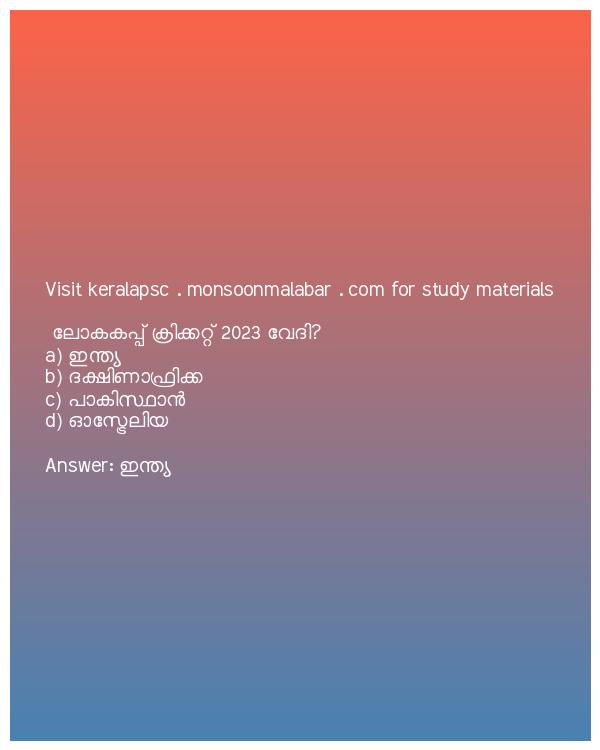 Visit keralapsc . monsoonmalabar . com for study materials
ലോകകപ്പ് ക്രിക്കറ്റ് 2023 വേദി?
a) ഇന്ത്യ
b) ദക്ഷിണാഫ്രിക്ക
c) പാകിസ്ഥാൻ
d) ഓസ്ട്രേലിയ
Answer: ഇന്ത്യ